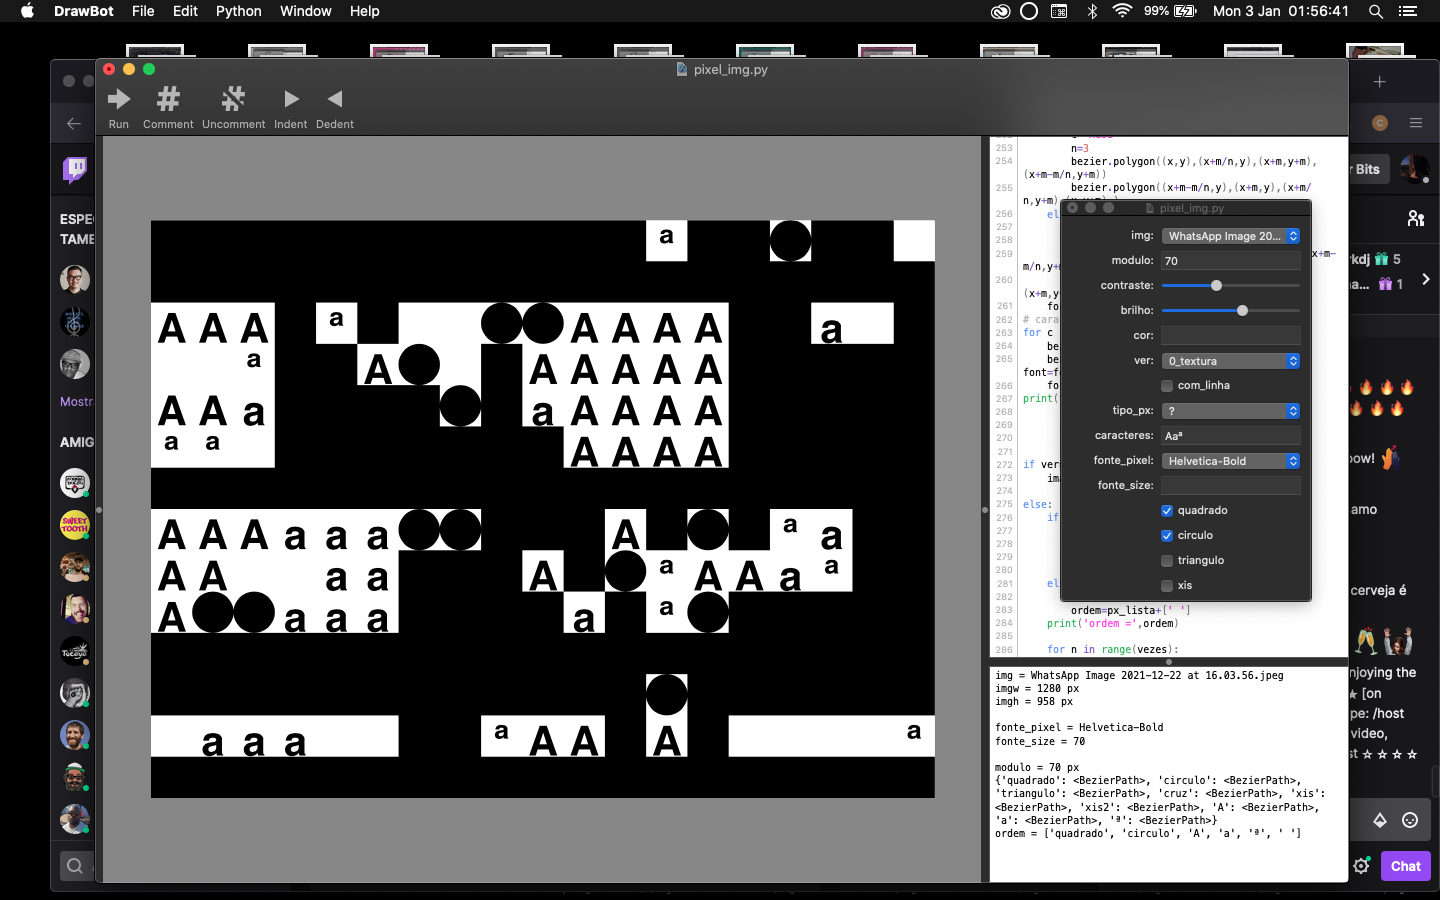 DrawBot File Edit Python Window Help
99% Mon 3 Jan 01:56:41
pixel_img.py
Run Comment Uncomment Indent Dedent
ESPEC
TAME
Mostr
AMIG
a
A A A a A A A A a
a A A A A A A
A A a a A A A A
a a A A A A
A A A a a a A a a
A A a a A a A A a a
A a a a a a
a a a a A A A a
253 n=3
254 bezier.polygon((x,y),(x+m/n,y),(x+m,y+m),
(x+m-m/n,y+m))
255 bezier.polygon((x+m-m/n,y),(x+m,y),(x+m/
256 el
257
258
259 x+m-
m/n,y+
260
(x+m,y
261 fo
262 # cara
263 for c
264 be
265 be
font=f
266 fo
267 print(
268
269
270
271
272 if ver
273 im
274
275 else:
276 if
277
278
279
280
281 el
282
283 ordem=px_lista+[' ']
284 print('ordem =',ordem)
285
286 for n in range(vezes):
pixel_img.py
img: WhatsApp Image 20...
modulo: 70
contraste:
brilho:
cor:
ver: 0_textura
com_linha
tipo_px: ?
caracteres: Aaª
fonte_pixel: Helvetica-Bold
fonte_size:
quadrado
circulo
triangulo
xis
img = WhatsApp Image 2021-12-22 at 16.03.56.jpeg
imgw = 1280 px
imgh = 958 px
fonte_pixel = Helvetica-Bold
fonte_size = 70
modulo = 70 px
{'quadrado': <BezierPath>, 'circulo': <BezierPath>,
'triangulo': <BezierPath>, 'cruz': <BezierPath>, 'xis':
<BezierPath>, 'xis2': <BezierPath>, 'A': <BezierPath>,
'a': <BezierPath>, 'ª': <BezierPath>}
ordem = ['quadrado', 'circulo', 'A', 'a', 'ª', ' ']
r Bits
rkdj 5
a... 1
ow!
amo
cerveja é
njoying the
★ [on
pe: /host
video,
st ☆ ☆ ☆ ☆
Chat